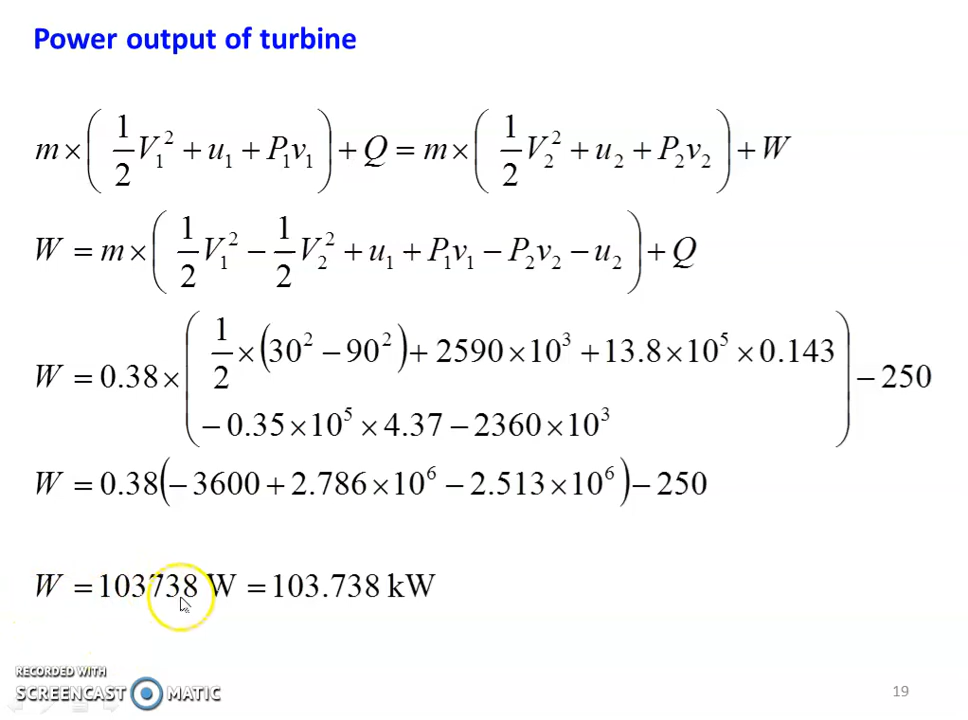 Power output of turbine
m × ( 1/2 V₁² + u₁ + P₁v₁ ) + Q = m × ( 1/2 V₂² + u₂ + P₂v₂ ) + W
W = m × ( 1/2 V₁² − 1/2 V₂² + u₁ + P₁v₁ − P₂v₂ − u₂ ) + Q
W = 0.38 × ( 1/2 × (30² − 90²) + 2590 × 10³ + 13.8 × 10⁵ × 0.143
− 0.35 × 10⁵ × 4.37 − 2360 × 10³ ) − 250
W = 0.38(− 3600 + 2.786 × 10⁶ − 2.513 × 10⁶) − 250
W = 103738 W = 103.738 kW
RECORDED WITH
SCREENCAST MATIC
19